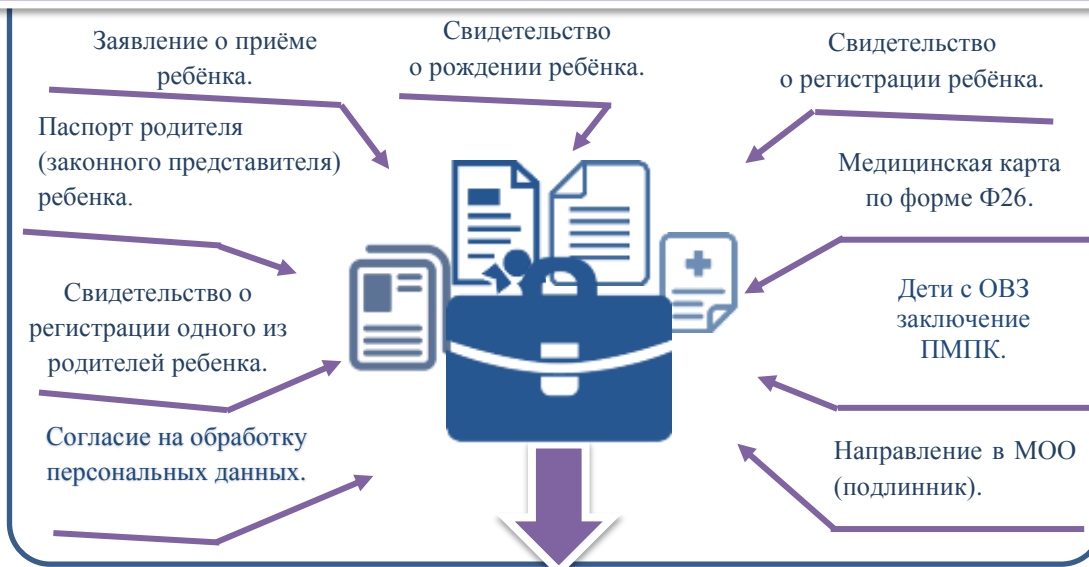 Заявление о приёме
ребёнка.
Свидетельство
о рождении ребёнка.
Свидетельство
о регистрации ребёнка.
Паспорт родителя
(законного представителя)
ребенка.
Медицинская карта
по форме Ф26.
Свидетельство о
регистрации одного из
родителей ребенка.
Дети с ОВЗ
заключение
ПМПК.
Согласие на обработку
персональных данных.
Направление в МОО
(подлинник).